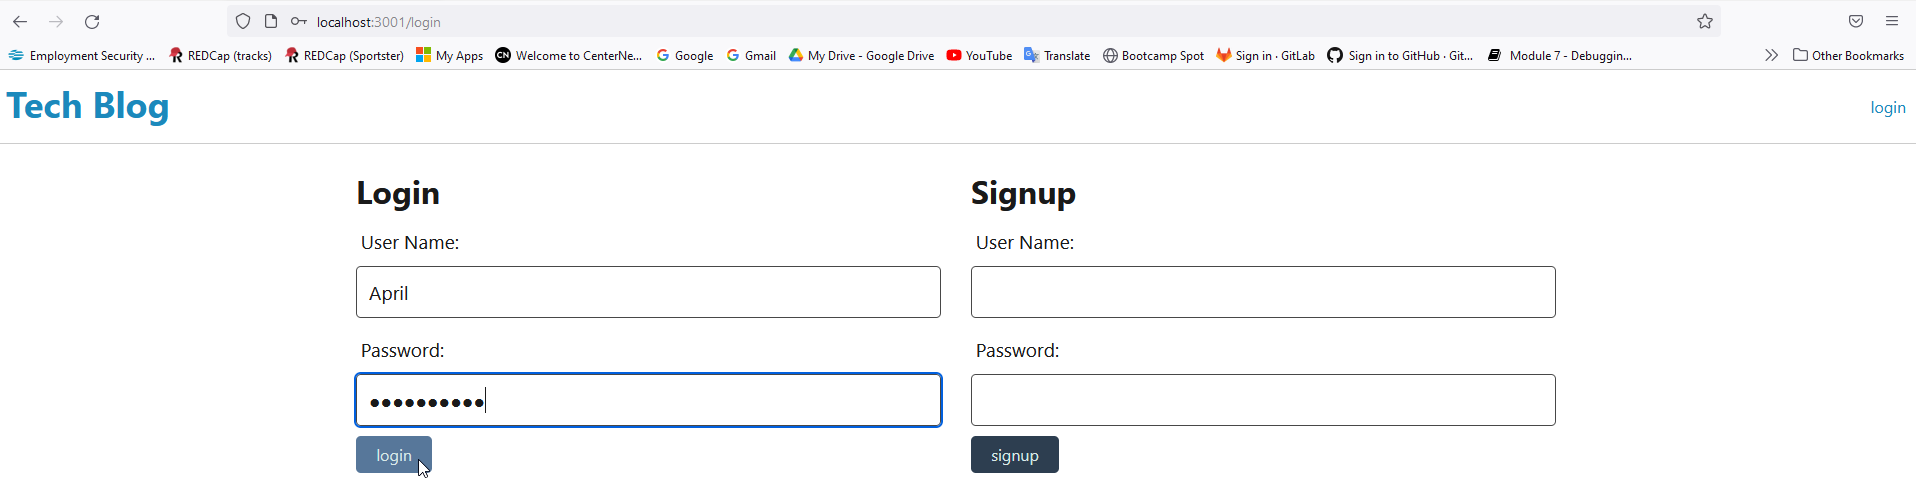 localhost:3001/login
Employment Security ... REDCap (tracks) REDCap (Sportster) My Apps CN Welcome to CenterNe... Google Gmail My Drive - Google Drive YouTube Translate Bootcamp Spot Sign in · GitLab Sign in to GitHub · Git... Module 7 - Debuggin... Other Bookmarks
Tech Blog login
Login Signup
User Name: User Name:
April
Password: Password:
●●●●●●●●●●
login signup